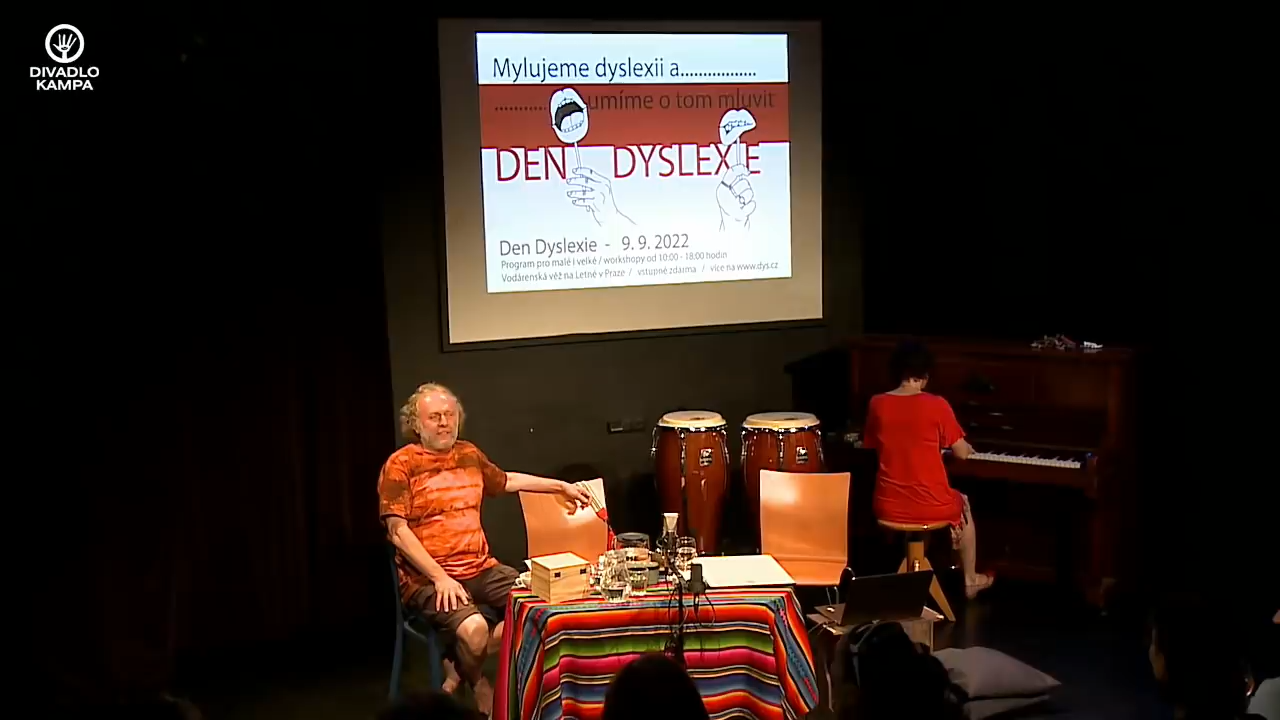 DIVADLO
KAMPA
Mylujeme dyslexii a.................
........... umíme o tom mluvit
DEN DYSLEXIE
Den Dyslexie - 9. 9. 2022
Program pro malé i velké / workshopy od 10:00 - 18:00 hodin
Vodárenská věž na Letné v Praze / vstupné zdarma / více na www.dys.cz